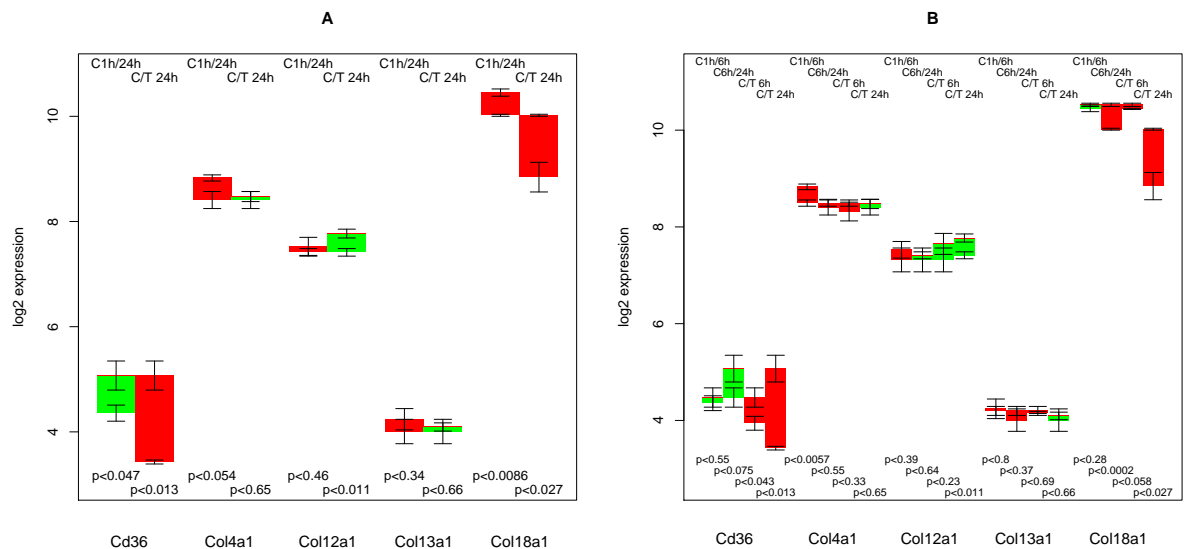 A
C1h/24h C1h/24h C1h/24h C1h/24h C1h/24h
C/T 24h C/T 24h C/T 24h C/T 24h C/T 24h
10
8
6
4
log2 expression
p<0.047 p<0.054 p<0.46 p<0.34 p<0.0086
p<0.013 p<0.65 p<0.011 p<0.66 p<0.027
Cd36 Col4a1 Col12a1 Col13a1 Col18a1
B
C1h/6h C1h/6h C1h/6h C1h/6h C1h/6h
C6h/24h C6h/24h C6h/24h C6h/24h C6h/24h
C/T 6h C/T 6h C/T 6h C/T 6h C/T 6h
C/T 24h C/T 24h C/T 24h C/T 24h C/T 24h
10
8
6
4
log2 expression
p<0.55 p<0.0057 p<0.39 p<0.8 p<0.28
p<0.075 p<0.55 p<0.64 p<0.37 p<0.0002
p<0.043 p<0.33 p<0.23 p<0.69 p<0.058
p<0.013 p<0.65 p<0.011 p<0.66 p<0.027
Cd36 Col4a1 Col12a1 Col13a1 Col18a1